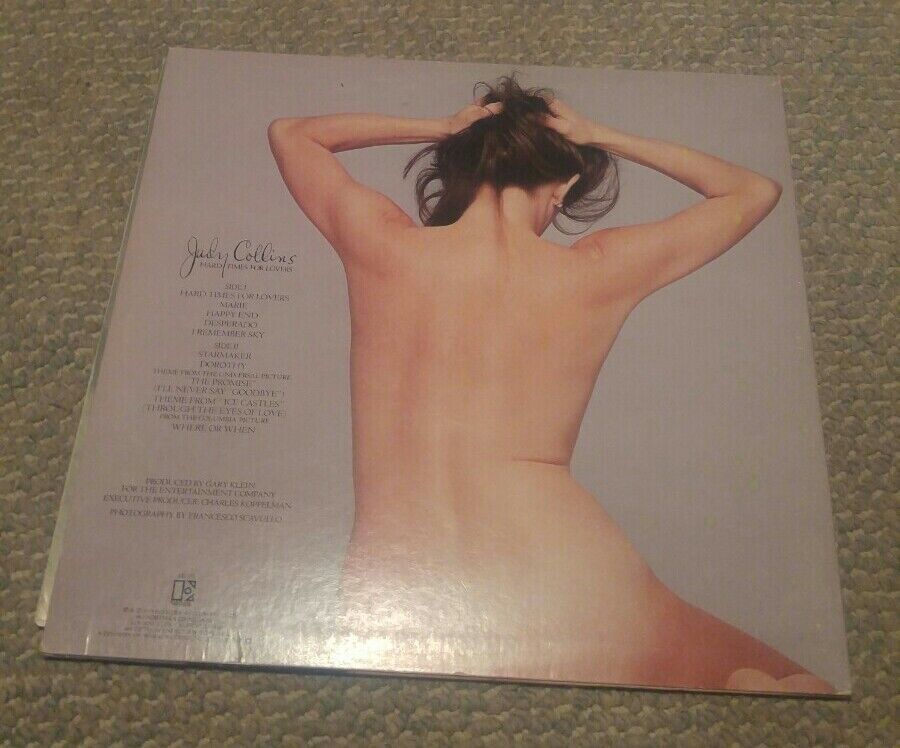 Judy Collins
HARD TIMES FOR LOVERS
SIDE I
HARD TIMES FOR LOVERS
MARIE
HAPPY END
DESPERADO
I REMEMBER SKY
SIDE II
STARMAKER
DOROTHY
THEME FROM THE UNIVERSAL PICTURE
THE PROMISE
(I'LL NEVER SAY "GOODBYE")
THEME FROM "ICE CASTLES"
(THROUGH THE EYES OF LOVE)
FROM THE COLUMBIA PICTURE
WHERE OR WHEN
PRODUCED BY GARY KLEIN
FOR THE ENTERTAINMENT COMPANY
EXECUTIVE PRODUCER: CHARLES KOPPELMAN
PHOTOGRAPHY BY FRANCESCO SCAVULLO